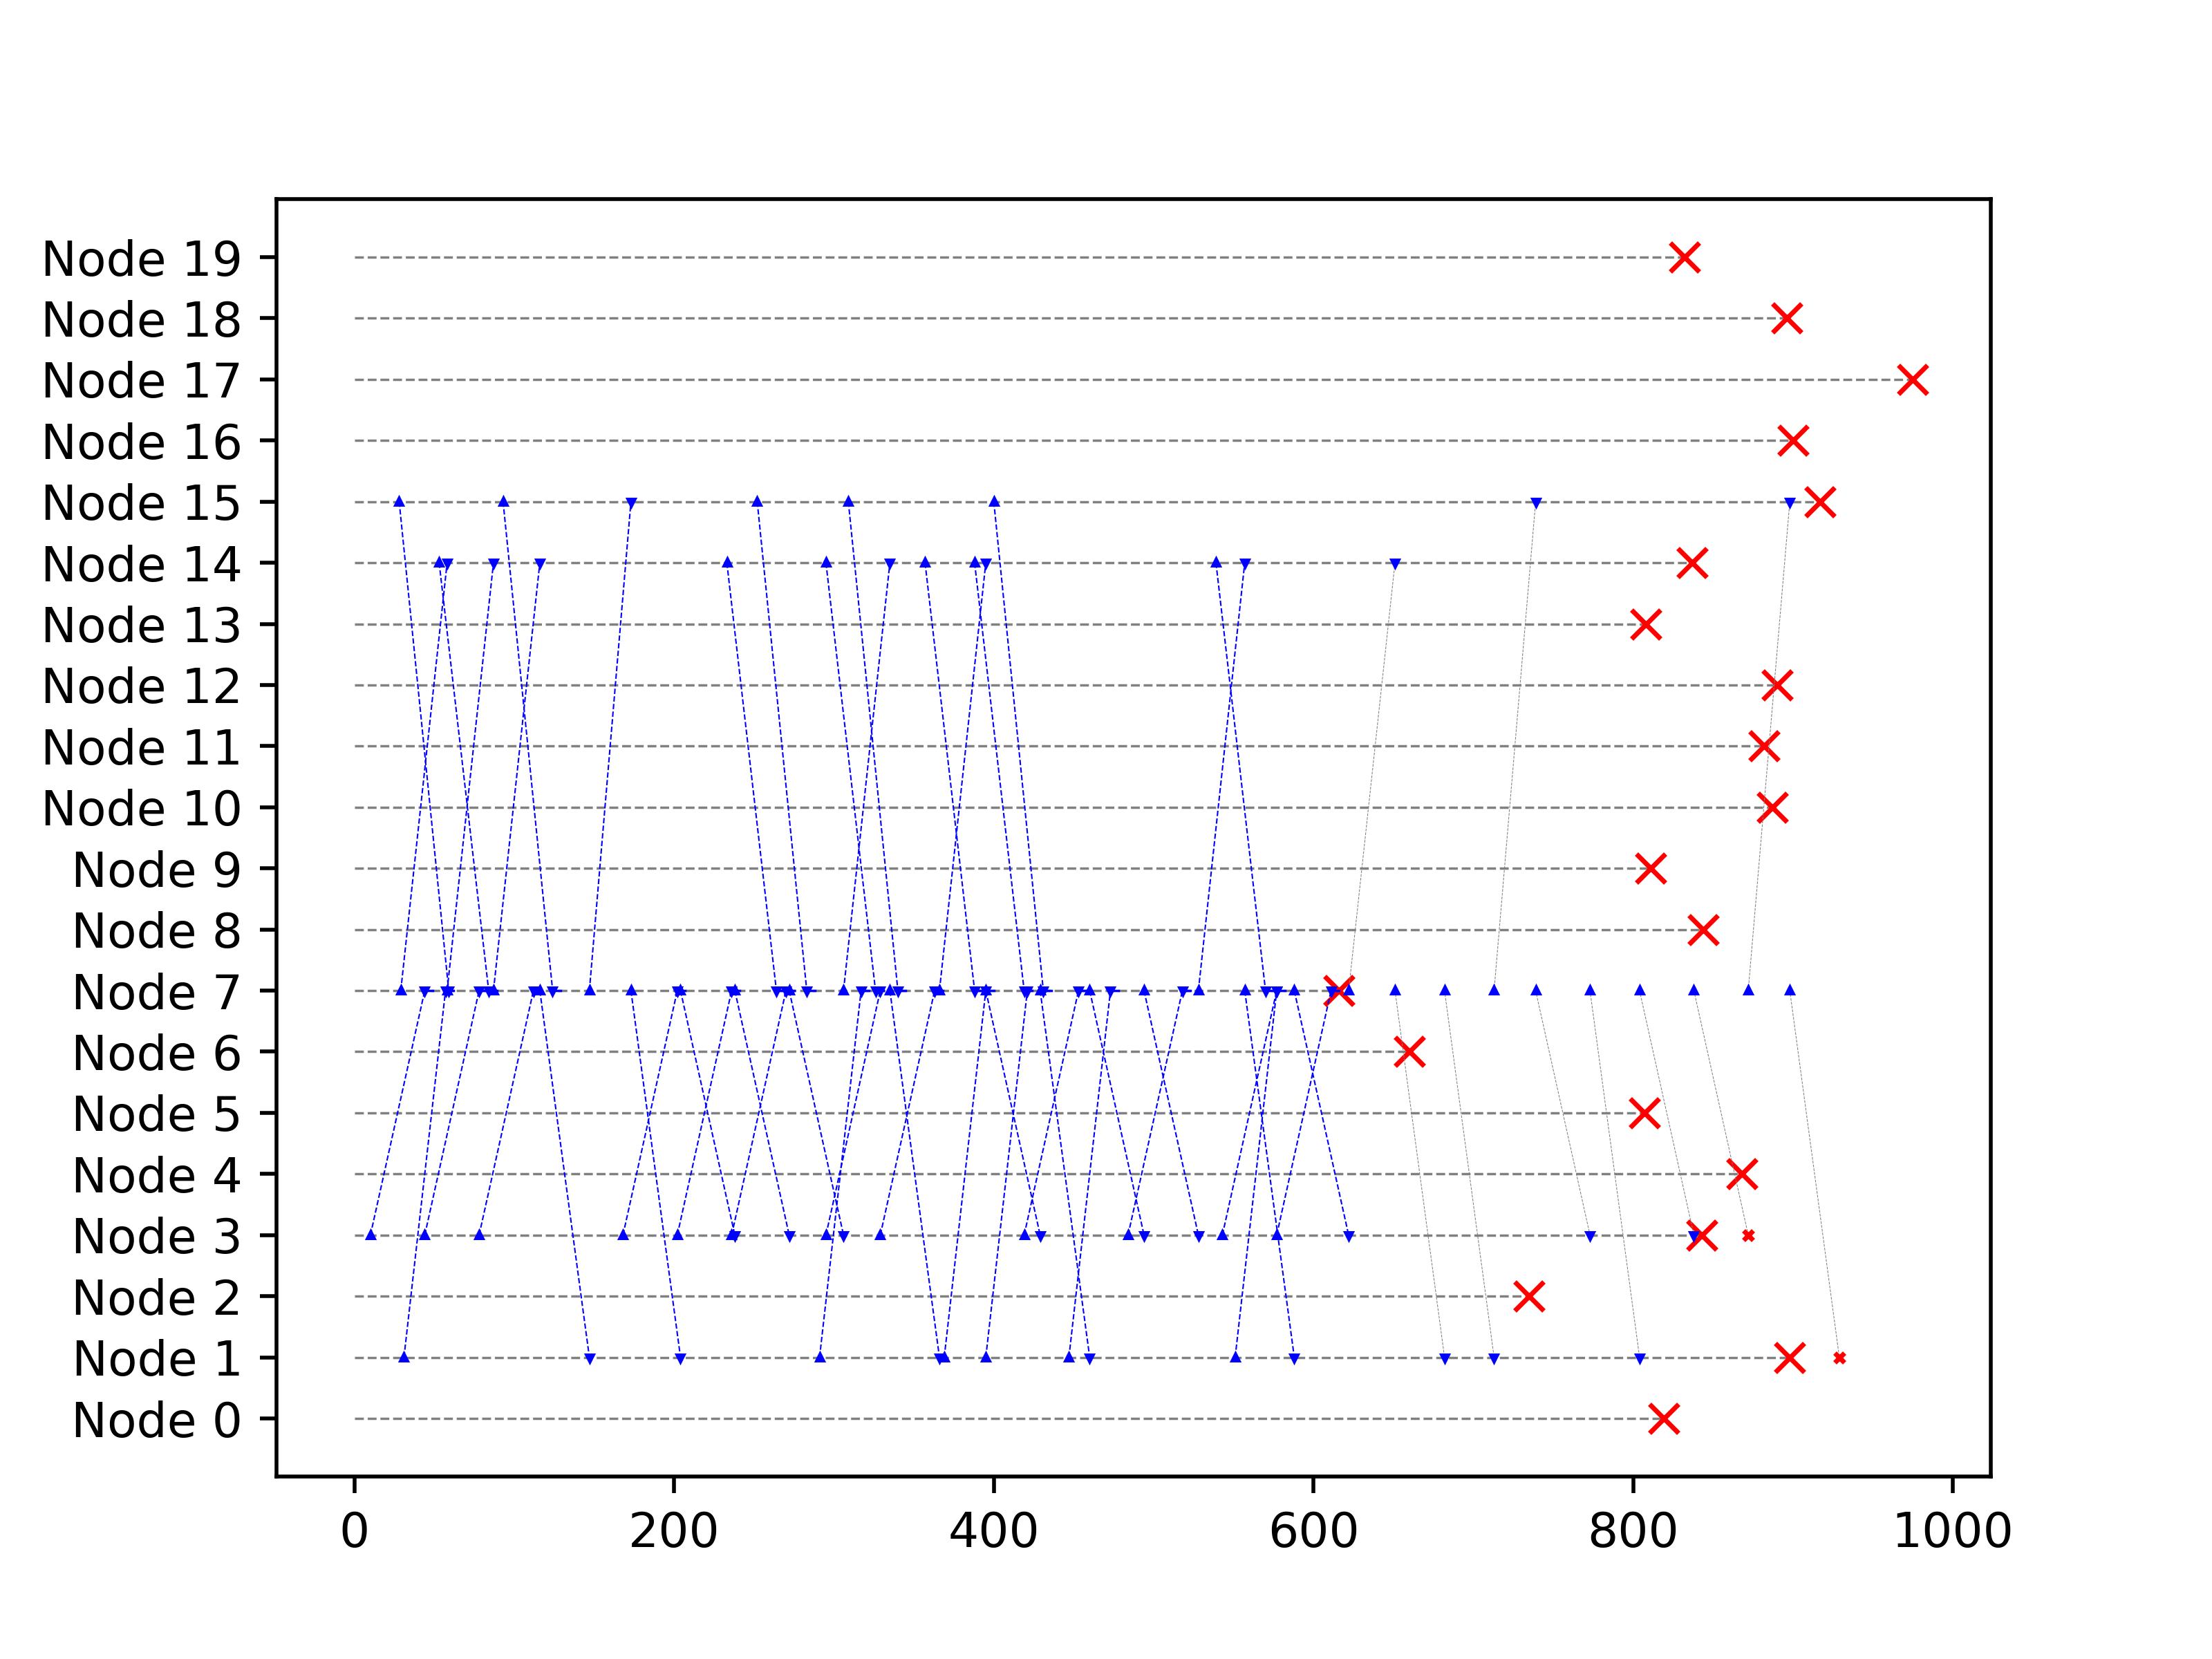 Node 19
Node 18
Node 17
Node 16
Node 15
Node 14
Node 13
Node 12
Node 11
Node 10
Node 9
Node 8
Node 7
Node 6
Node 5
Node 4
Node 3
Node 2
Node 1
Node 0
0 200 400 600 800 1000